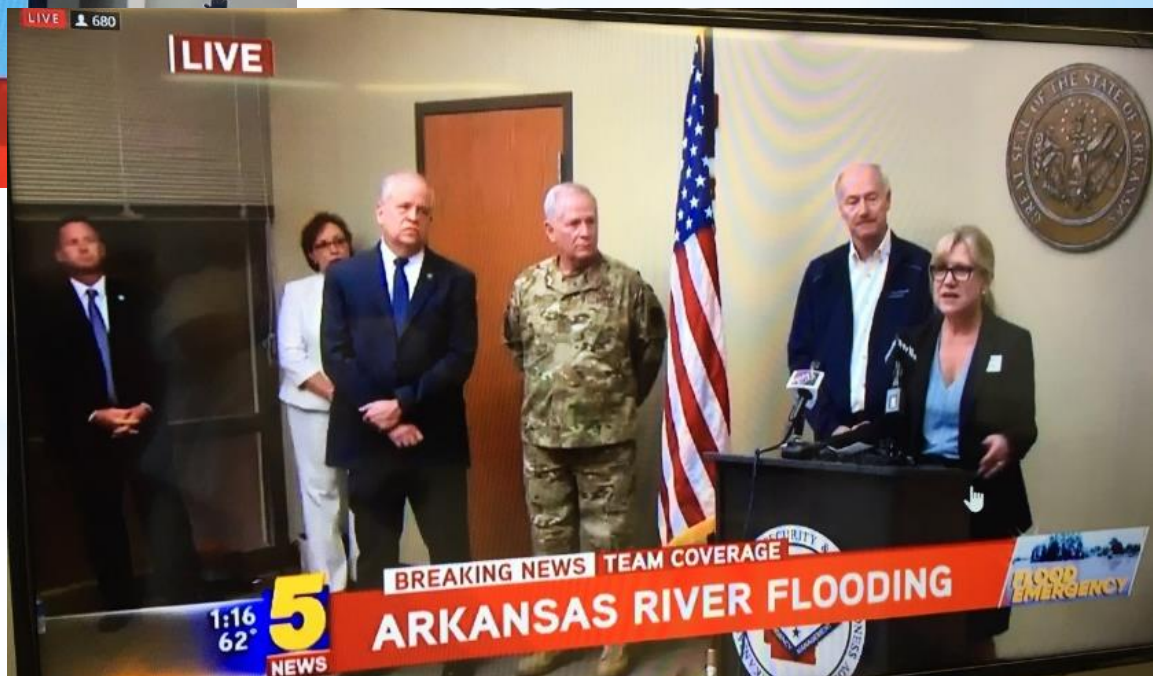 LIVE 680
LIVE
GREAT SEAL OF THE STATE OF ARKANSAS
BREAKING NEWS TEAM COVERAGE
ARKANSAS RIVER FLOODING
FLOOD
EMERGENCY
1:16
62°
5
NEWS